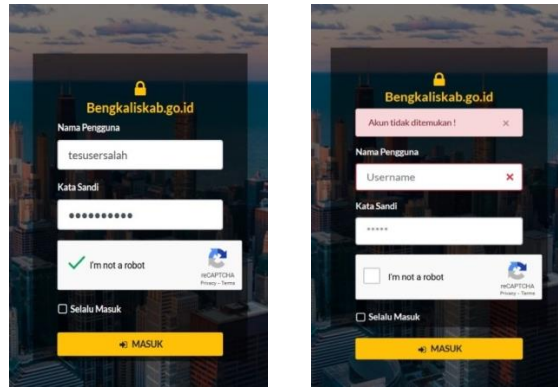 Bengkaliskab.go.id
Nama Pengguna
tesusersalah
Kata Sandi
I'm not a robot
reCAPTCHA
Privacy - Terms
Selalu Masuk
MASUK
Bengkaliskab.go.id
Akun tidak ditemukan !
Nama Pengguna
Username
Kata Sandi
I'm not a robot
reCAPTCHA
Privacy - Terms
Selalu Masuk
MASUK